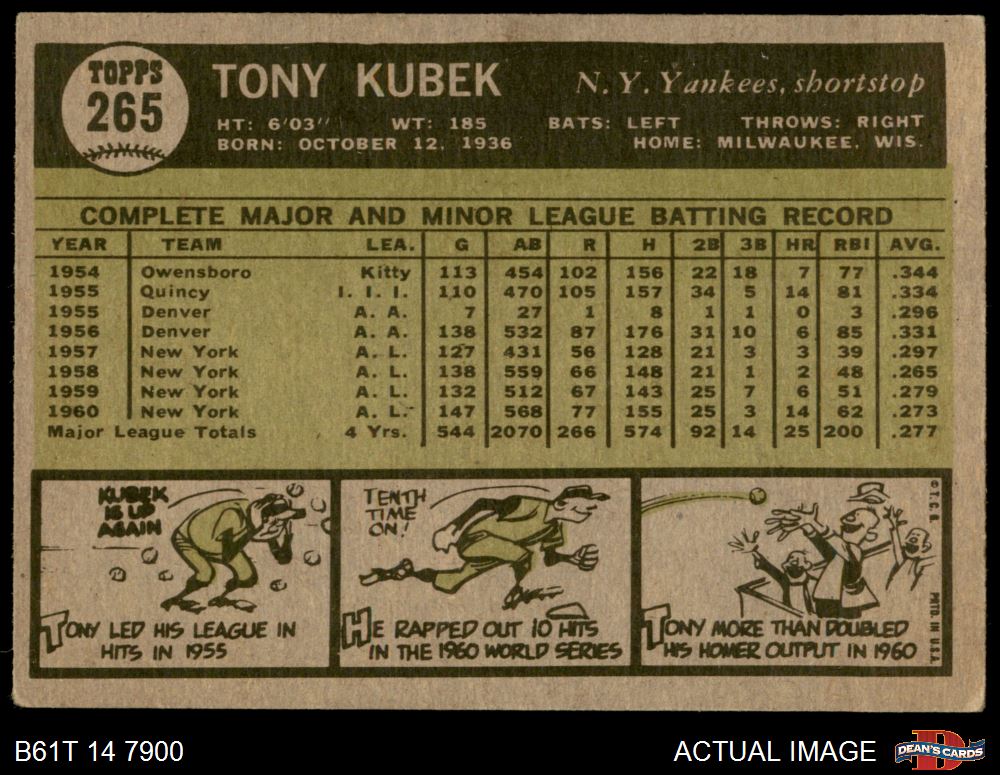 TOPPS
265
TONY KUBEK
N. Y. Yankees, shortstop
HT: 6'03" WT: 185 BATS: LEFT THROWS: RIGHT
BORN: OCTOBER 12, 1936 HOME: MILWAUKEE, WIS.
COMPLETE MAJOR AND MINOR LEAGUE BATTING RECORD
YEAR TEAM LEA. G AB R H 2B 3B HR RBI AVG.
1954 Owensboro Kitty 113 454 102 156 22 18 7 77 .344
1955 Quincy I. I. I. 110 470 105 157 34 5 14 81 .334
1955 Denver A. A. 7 27 1 8 1 1 0 3 .296
1956 Denver A. A. 138 532 87 176 31 10 6 85 .331
1957 New York A. L. 127 431 56 128 21 3 3 39 .297
1958 New York A. L. 138 559 66 148 21 1 2 48 .265
1959 New York A. L. 132 512 67 143 25 7 6 51 .279
1960 New York A. L. 147 568 77 155 25 3 14 62 .273
Major League Totals 4 Yrs. 544 2070 266 574 92 14 25 200 .277
KUBEK
IS UP
AGAIN
TONY LED HIS LEAGUE IN
HITS IN 1955
TENTH
TIME
ON!
HE RAPPED OUT 10 HITS
IN THE 1960 WORLD SERIES
TONY MORE THAN DOUBLED
HIS HOMER OUTPUT IN 1960
© T. C. G.
PRTD. IN U.S.A.
B61T 14 7900
ACTUAL IMAGE
DEAN'S CARDS